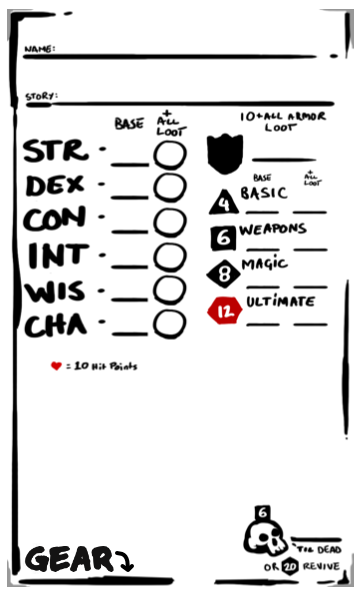 NAME:
STORY:
BASE + ALL LOOT
10+ALL ARMOR LOOT
STR
DEX
CON
INT
WIS
CHA
BASE + ALL LOOT
4 BASIC
6 WEAPONS
8 MAGIC
12 ULTIMATE
= 10 Hit Points
6
'TIL DEAD
OR 20 REVIVE
GEAR